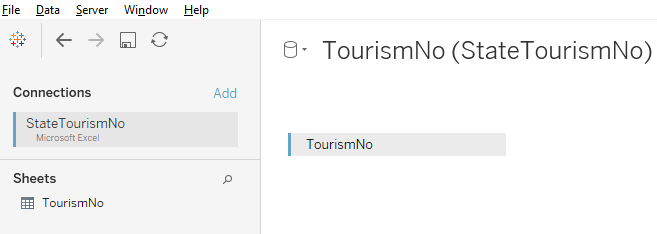 File Data Server Window Help
TourismNo (StateTourismNo)
Connections Add
StateTourismNo
Microsoft Excel
TourismNo
Sheets
TourismNo